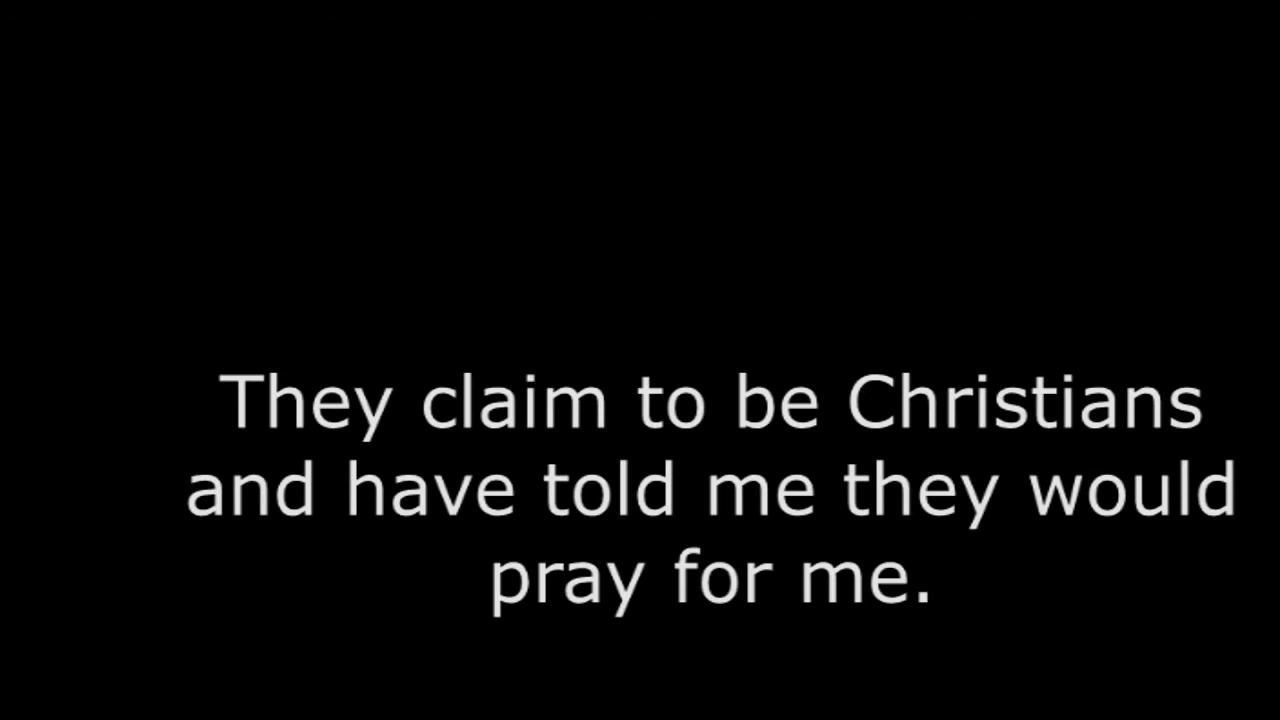 They claim to be Christians
and have told me they would
pray for me.